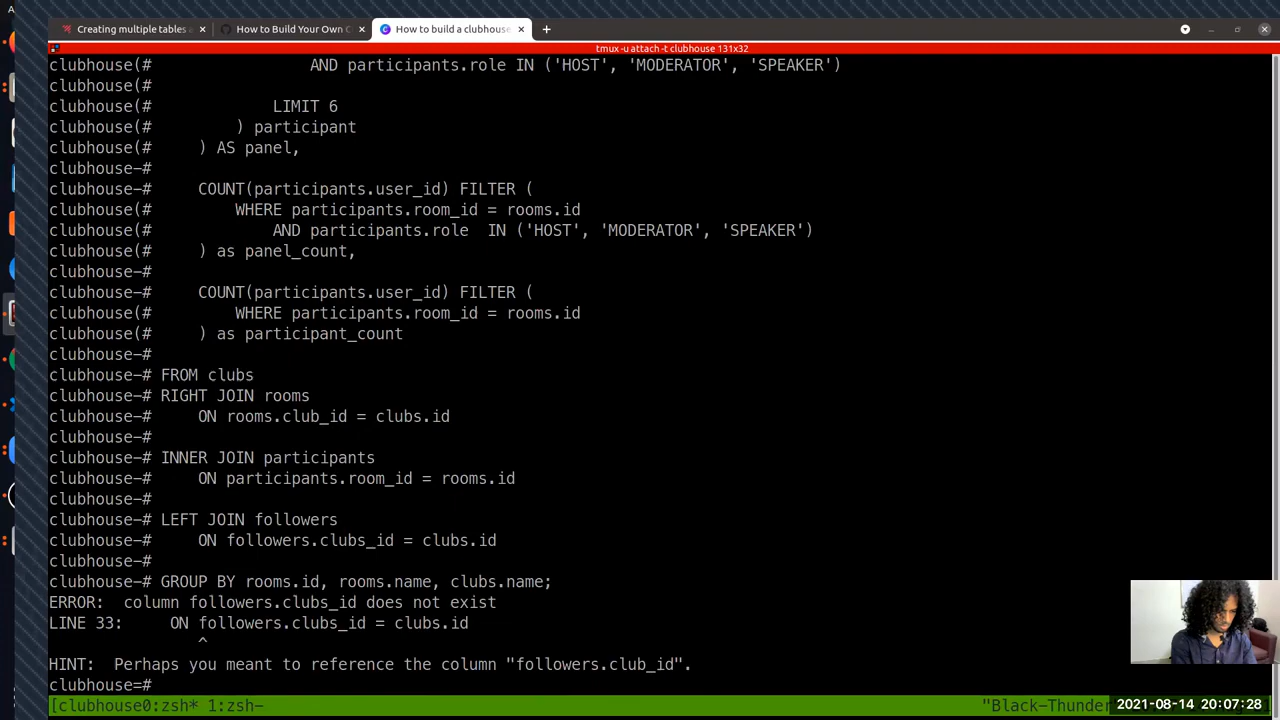 Creating multiple tables a
How to Build Your Own C
How to build a clubhouse
tmux -u attach -t clubhouse 131x32
clubhouse(#                 AND participants.role IN ('HOST', 'MODERATOR', 'SPEAKER')
clubhouse(#
clubhouse(#             LIMIT 6
clubhouse(#         ) participant
clubhouse(#     ) AS panel,
clubhouse-#
clubhouse-#     COUNT(participants.user_id) FILTER (
clubhouse(#         WHERE participants.room_id = rooms.id
clubhouse(#             AND participants.role  IN ('HOST', 'MODERATOR', 'SPEAKER')
clubhouse(#     ) as panel_count,
clubhouse-#
clubhouse-#     COUNT(participants.user_id) FILTER (
clubhouse(#         WHERE participants.room_id = rooms.id
clubhouse(#     ) as participant_count
clubhouse-#
clubhouse-# FROM clubs
clubhouse-# RIGHT JOIN rooms
clubhouse-#     ON rooms.club_id = clubs.id
clubhouse-#
clubhouse-# INNER JOIN participants
clubhouse-#     ON participants.room_id = rooms.id
clubhouse-#
clubhouse-# LEFT JOIN followers
clubhouse-#     ON followers.clubs_id = clubs.id
clubhouse-#
clubhouse-# GROUP BY rooms.id, rooms.name, clubs.name;
ERROR:  column followers.clubs_id does not exist
LINE 33:     ON followers.clubs_id = clubs.id
^
HINT:  Perhaps you meant to reference the column "followers.club_id".
clubhouse=#
[clubhouse0:zsh* 1:zsh-
"Black-Thunder
2021-08-14 20:07:28